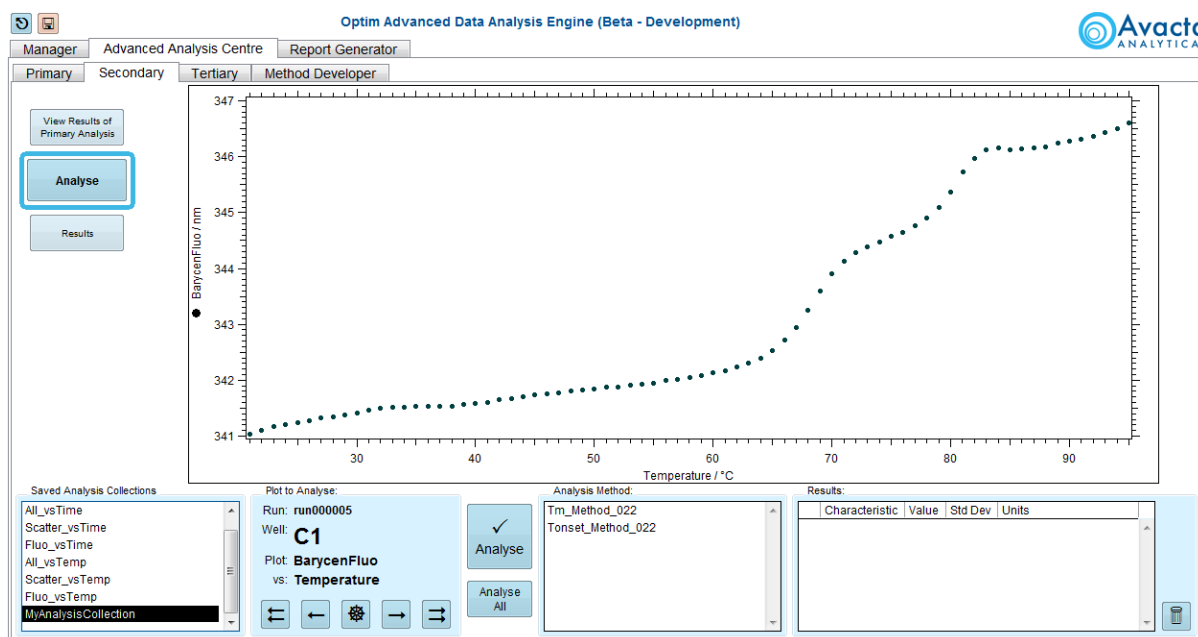 Optim Advanced Data Analysis Engine (Beta - Development)
Avacta
ANALYTICAL
Manager
Advanced Analysis Centre
Report Generator
Primary
Secondary
Tertiary
Method Developer
View Results of
Primary Analysis
Analyse
Results
347
346
345
344
343
342
341
BarycenFluo / nm
30
40
50
60
70
80
90
Temperature / °C
Saved Analysis Collections
All_vsTime
Scatter_vsTime
Fluo_vsTime
All_vsTemp
Scatter_vsTemp
Fluo_vsTemp
MyAnalysisCollection
Plot to Analyse:
Run: run000005
Well: C1
Plot: BarycenFluo
vs: Temperature
Analyse
Analyse
All
Analysis Method:
Tm_Method_022
Tonset_Method_022
Results:
Characteristic Value Std Dev Units